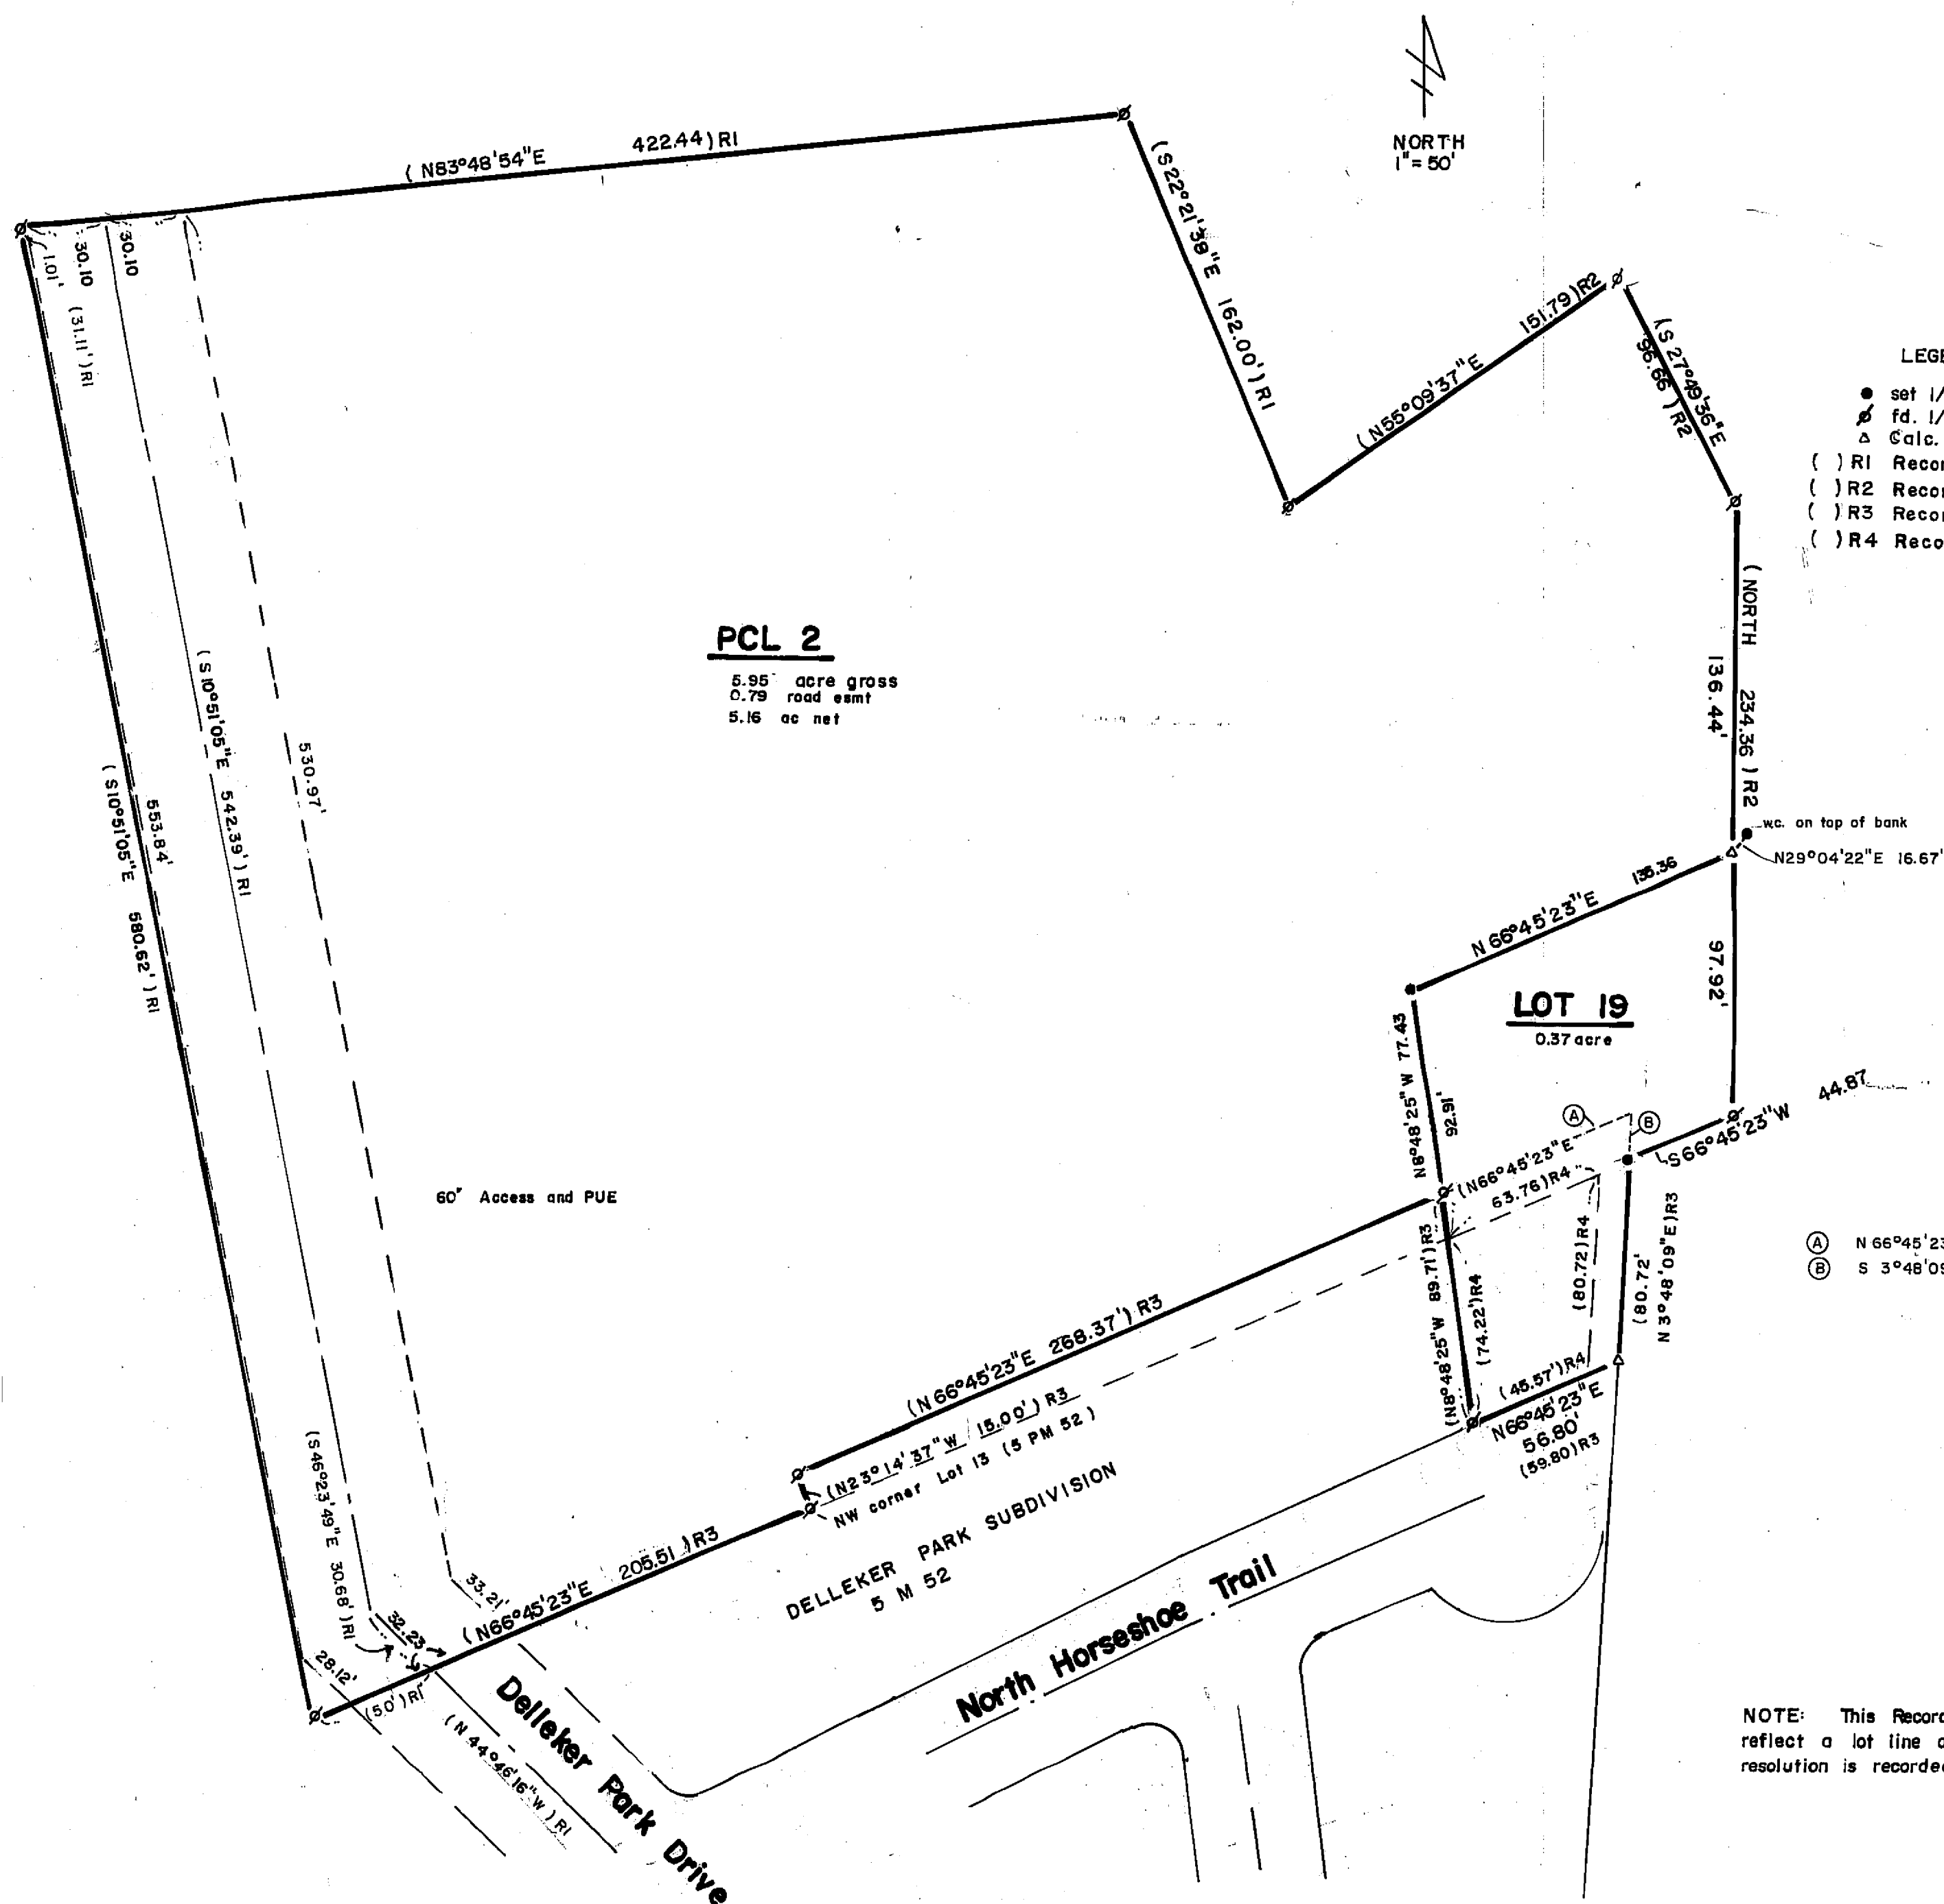 NORTH
1"= 50'
( N83°48'54"E 422.44) R1
(S22°21'38"E 162.00') R1
(N55°09'37"E 151.79) R2
(S 27°49'36"E
96.66 ) R2
LEGE
set 1/
fd. 1/
Calc.
( ) R1 Recor
( ) R2 Recor
( ) R3 Recor
( ) R4 Reco
1.01'
30.10
30.10
(31.11') R1
(S10°51'05"E 542.39') R1
530.97'
553.84'
( S10°51'05"E 580.62' ) R1
PCL 2
5.95 acre gross
0.79 road esmt
5.16 ac net
(NORTH 234.36 ) R2
136.44'
w.c. on top of bank
N29°04'22"E 16.67'
N 66°45'23"E
97.92'
LOT 19
0.37 acre
N8°48'25"W 77.43
92.91'
A
B
S66°45'23"W 44.87
(N66°45'23"E
63.76) R4
60' Access and PUE
(N8°48'25"W 89.71') R3
(74.22') R4
(80.72) R4
(80.72'
N 3°48'09"E) R3
A N 66°45'23
B S 3°48'09
(45.57') R4
N66°45'23"E
56.80'
(59.80) R3
(N 66°45'23"E 268.37') R3
(N23°14'37"W 15.00') R3
NW corner Lot 13 (5 PM 52 )
DELLEKER PARK SUBDIVISION
5 M 52
(N66°45'23"E 205.51 ) R3
(S46°23'49"E 30.68' ) R1
33.21'
32.23
28.12'
(50') R1
(N 44°46'16"W ) R1
Delleker Park Drive
North Horseshoe Trail
NOTE: This Record
reflect a lot line a
resolution is recorded